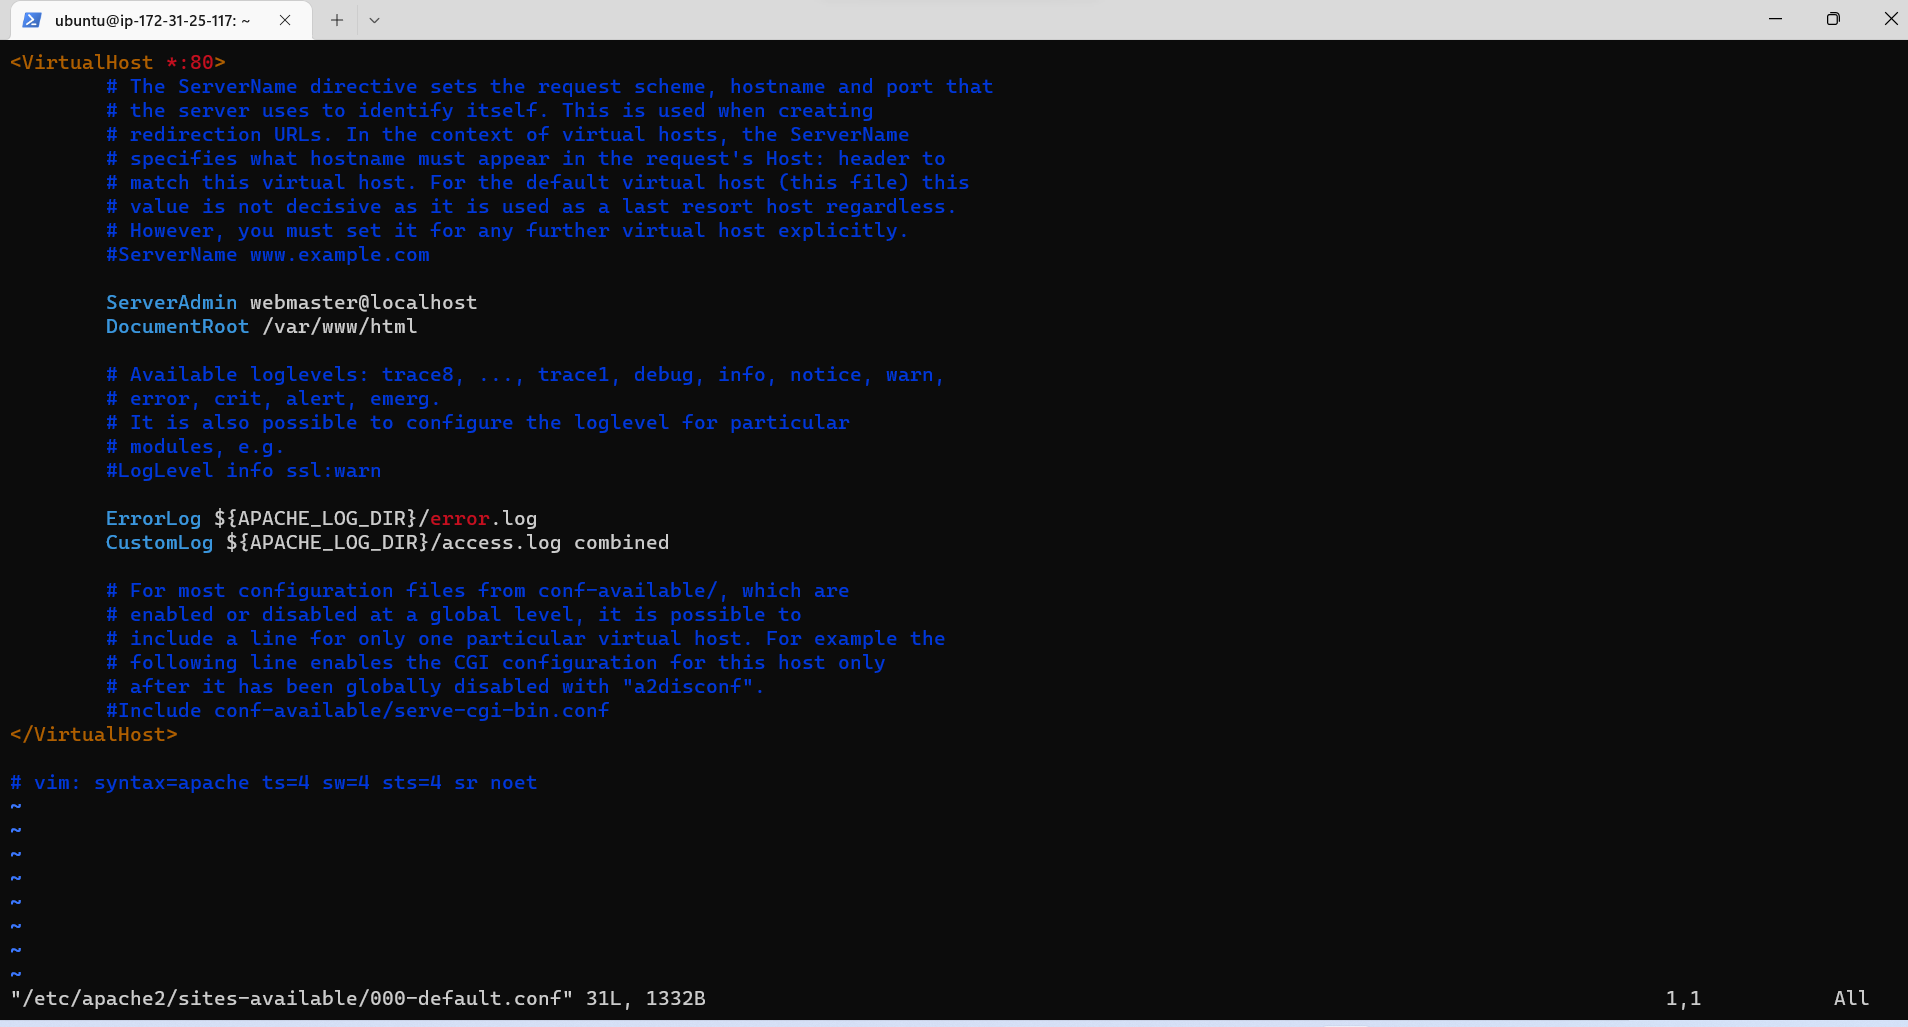 ubuntu@ip-172-31-25-117: ~
<VirtualHost *:80>
# The ServerName directive sets the request scheme, hostname and port that
# the server uses to identify itself. This is used when creating
# redirection URLs. In the context of virtual hosts, the ServerName
# specifies what hostname must appear in the request's Host: header to
# match this virtual host. For the default virtual host (this file) this
# value is not decisive as it is used as a last resort host regardless.
# However, you must set it for any further virtual host explicitly.
#ServerName www.example.com
ServerAdmin webmaster@localhost
DocumentRoot /var/www/html
# Available loglevels: trace8, ..., trace1, debug, info, notice, warn,
# error, crit, alert, emerg.
# It is also possible to configure the loglevel for particular
# modules, e.g.
#LogLevel info ssl:warn
ErrorLog ${APACHE_LOG_DIR}/error.log
CustomLog ${APACHE_LOG_DIR}/access.log combined
# For most configuration files from conf-available/, which are
# enabled or disabled at a global level, it is possible to
# include a line for only one particular virtual host. For example the
# following line enables the CGI configuration for this host only
# after it has been globally disabled with "a2disconf".
#Include conf-available/serve-cgi-bin.conf
</VirtualHost>
# vim: syntax=apache ts=4 sw=4 sts=4 sr noet
~
~
~
~
~
~
~
~
"/etc/apache2/sites-available/000-default.conf" 31L, 1332B 1,1 All